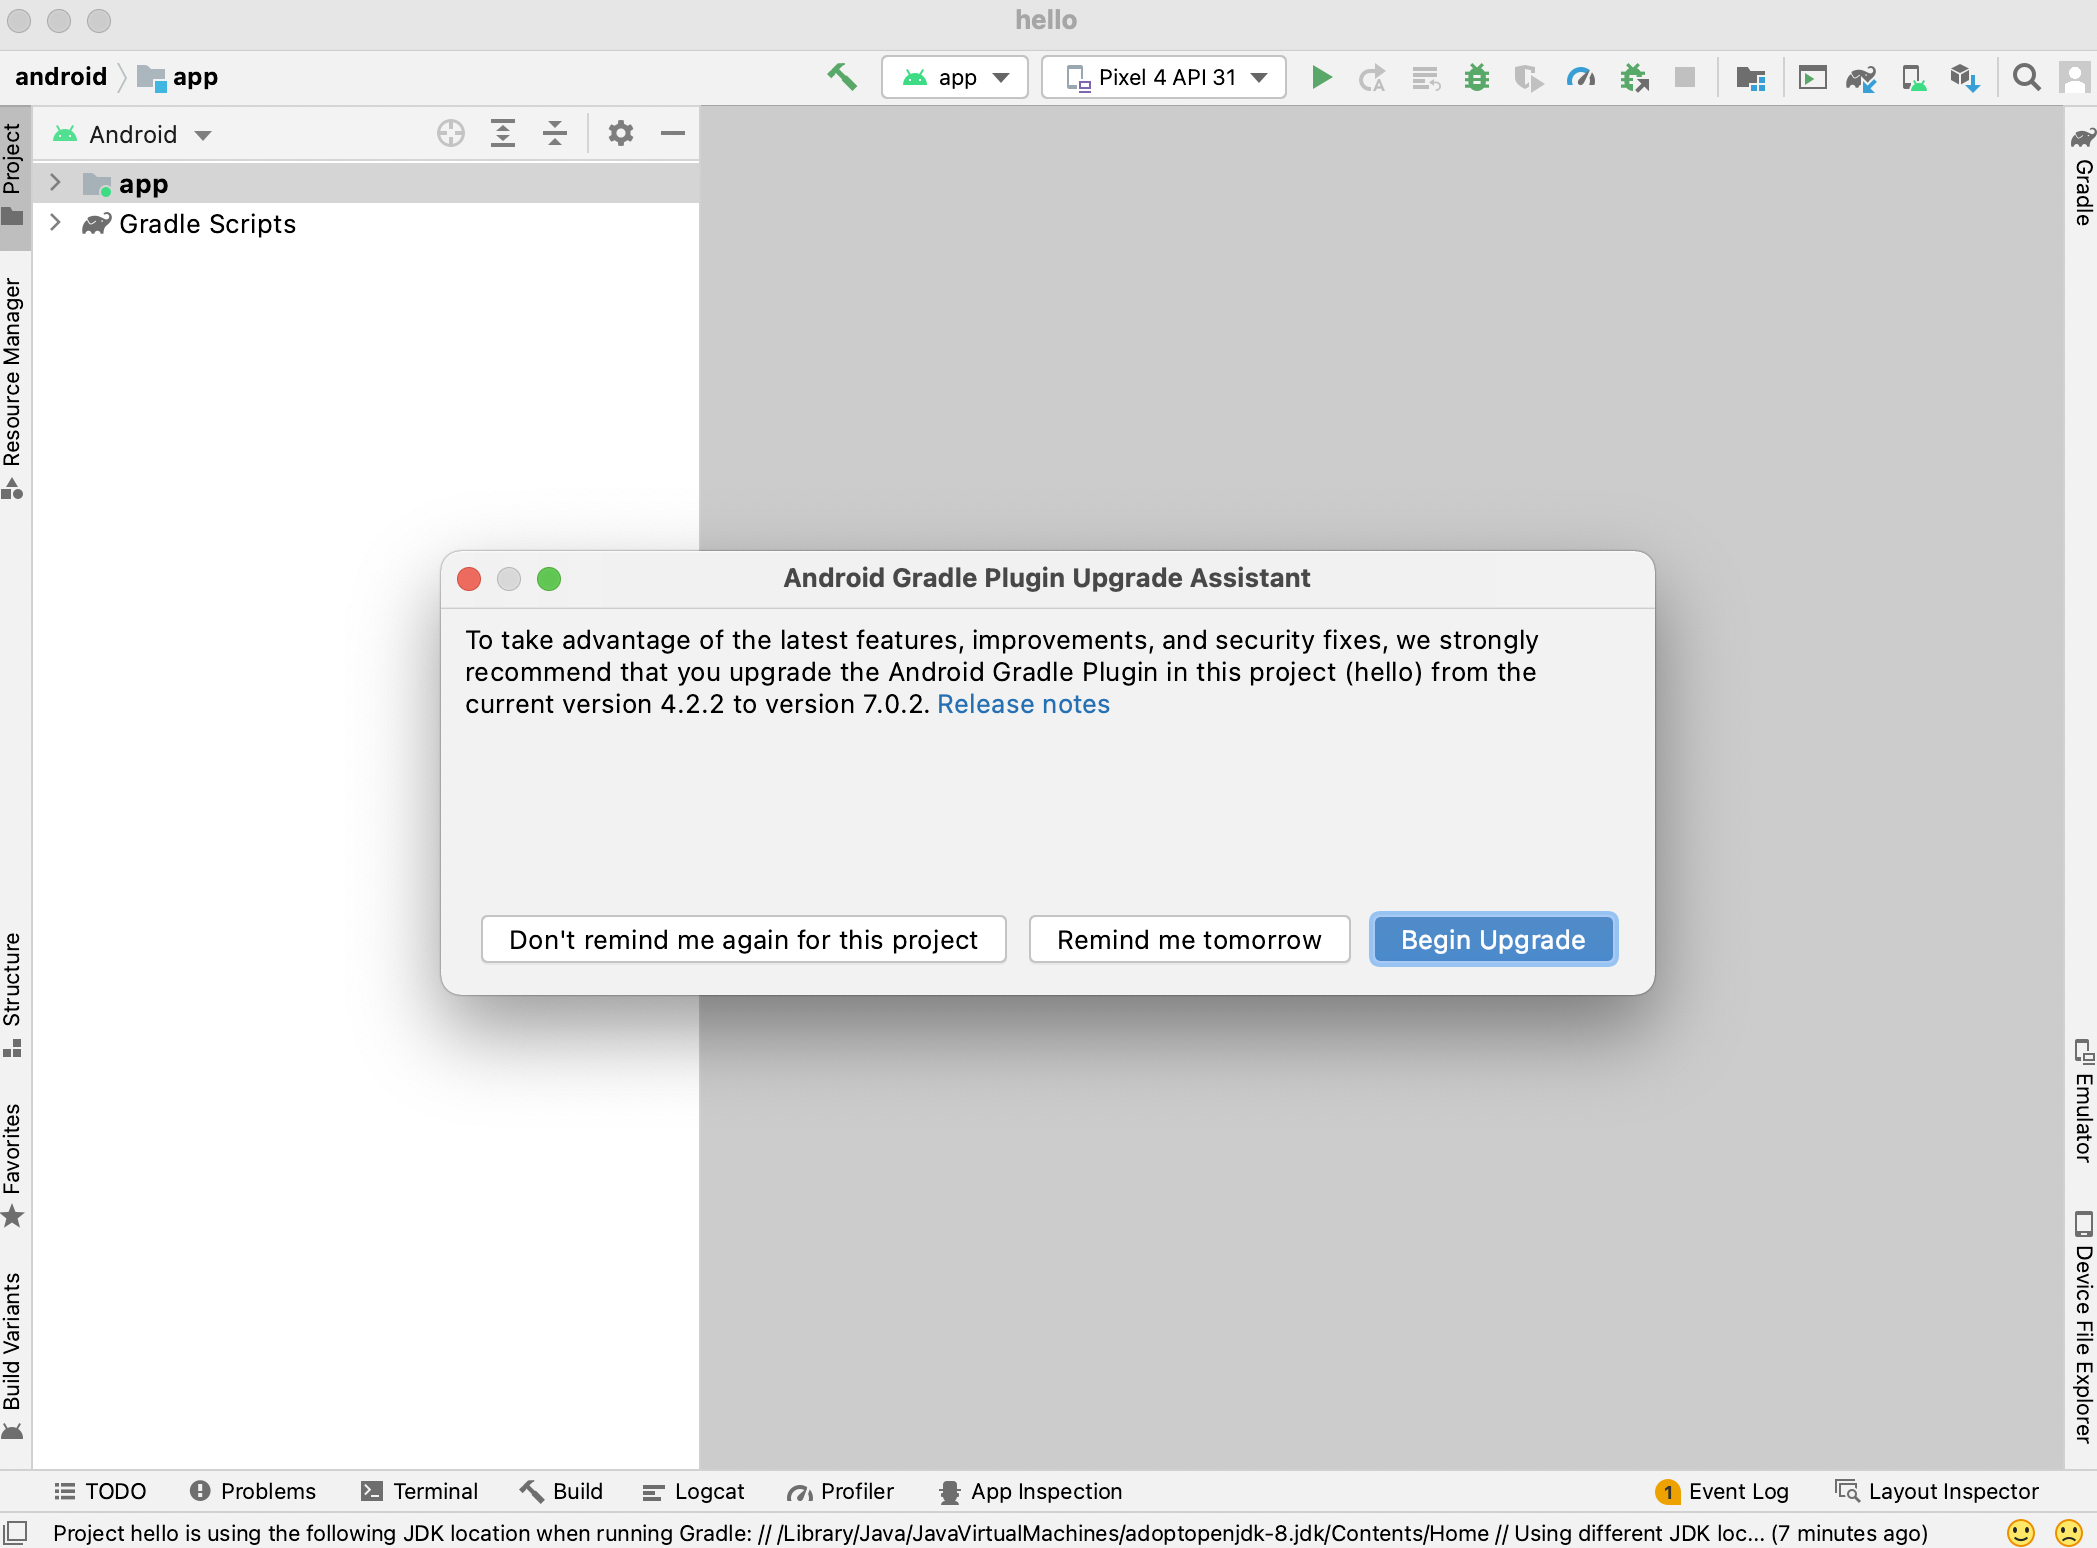 hello
android
app
app
Pixel 4 API 31
Project
Android
app
Gradle Scripts
Gradle
Resource Manager
Android Gradle Plugin Upgrade Assistant
To take advantage of the latest features, improvements, and security fixes, we strongly
recommend that you upgrade the Android Gradle Plugin in this project (hello) from the
current version 4.2.2 to version 7.0.2. Release notes
Don't remind me again for this project
Remind me tomorrow
Begin Upgrade
Structure
Favorites
Build Variants
Emulator
Device File Explorer
TODO
Problems
Terminal
Build
Logcat
Profiler
App Inspection
1
Event Log
Layout Inspector
Project hello is using the following JDK location when running Gradle: // /Library/Java/JavaVirtualMachines/adoptopenjdk-8.jdk/Contents/Home // Using different JDK loc... (7 minutes ago)